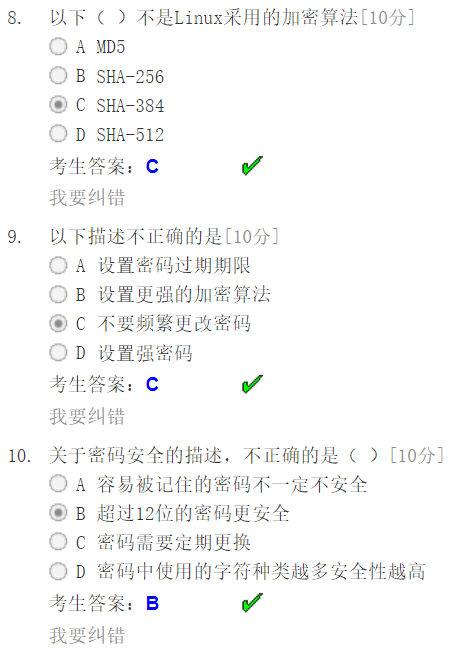 8. 以下（ ）不是Linux采用的加密算法[10分]
A MD5
B SHA-256
C SHA-384
D SHA-512
考生答案：C
我要纠错
9. 以下描述不正确的是[10分]
A 设置密码过期期限
B 设置更强的加密算法
C 不要频繁更改密码
D 设置强密码
考生答案：C
我要纠错
10. 关于密码安全的描述，不正确的是（ ）[10分]
A 容易被记住的密码不一定不安全
B 超过12位的密码更安全
C 密码需要定期更换
D 密码中使用的字符种类越多安全性越高
考生答案：B
我要纠错